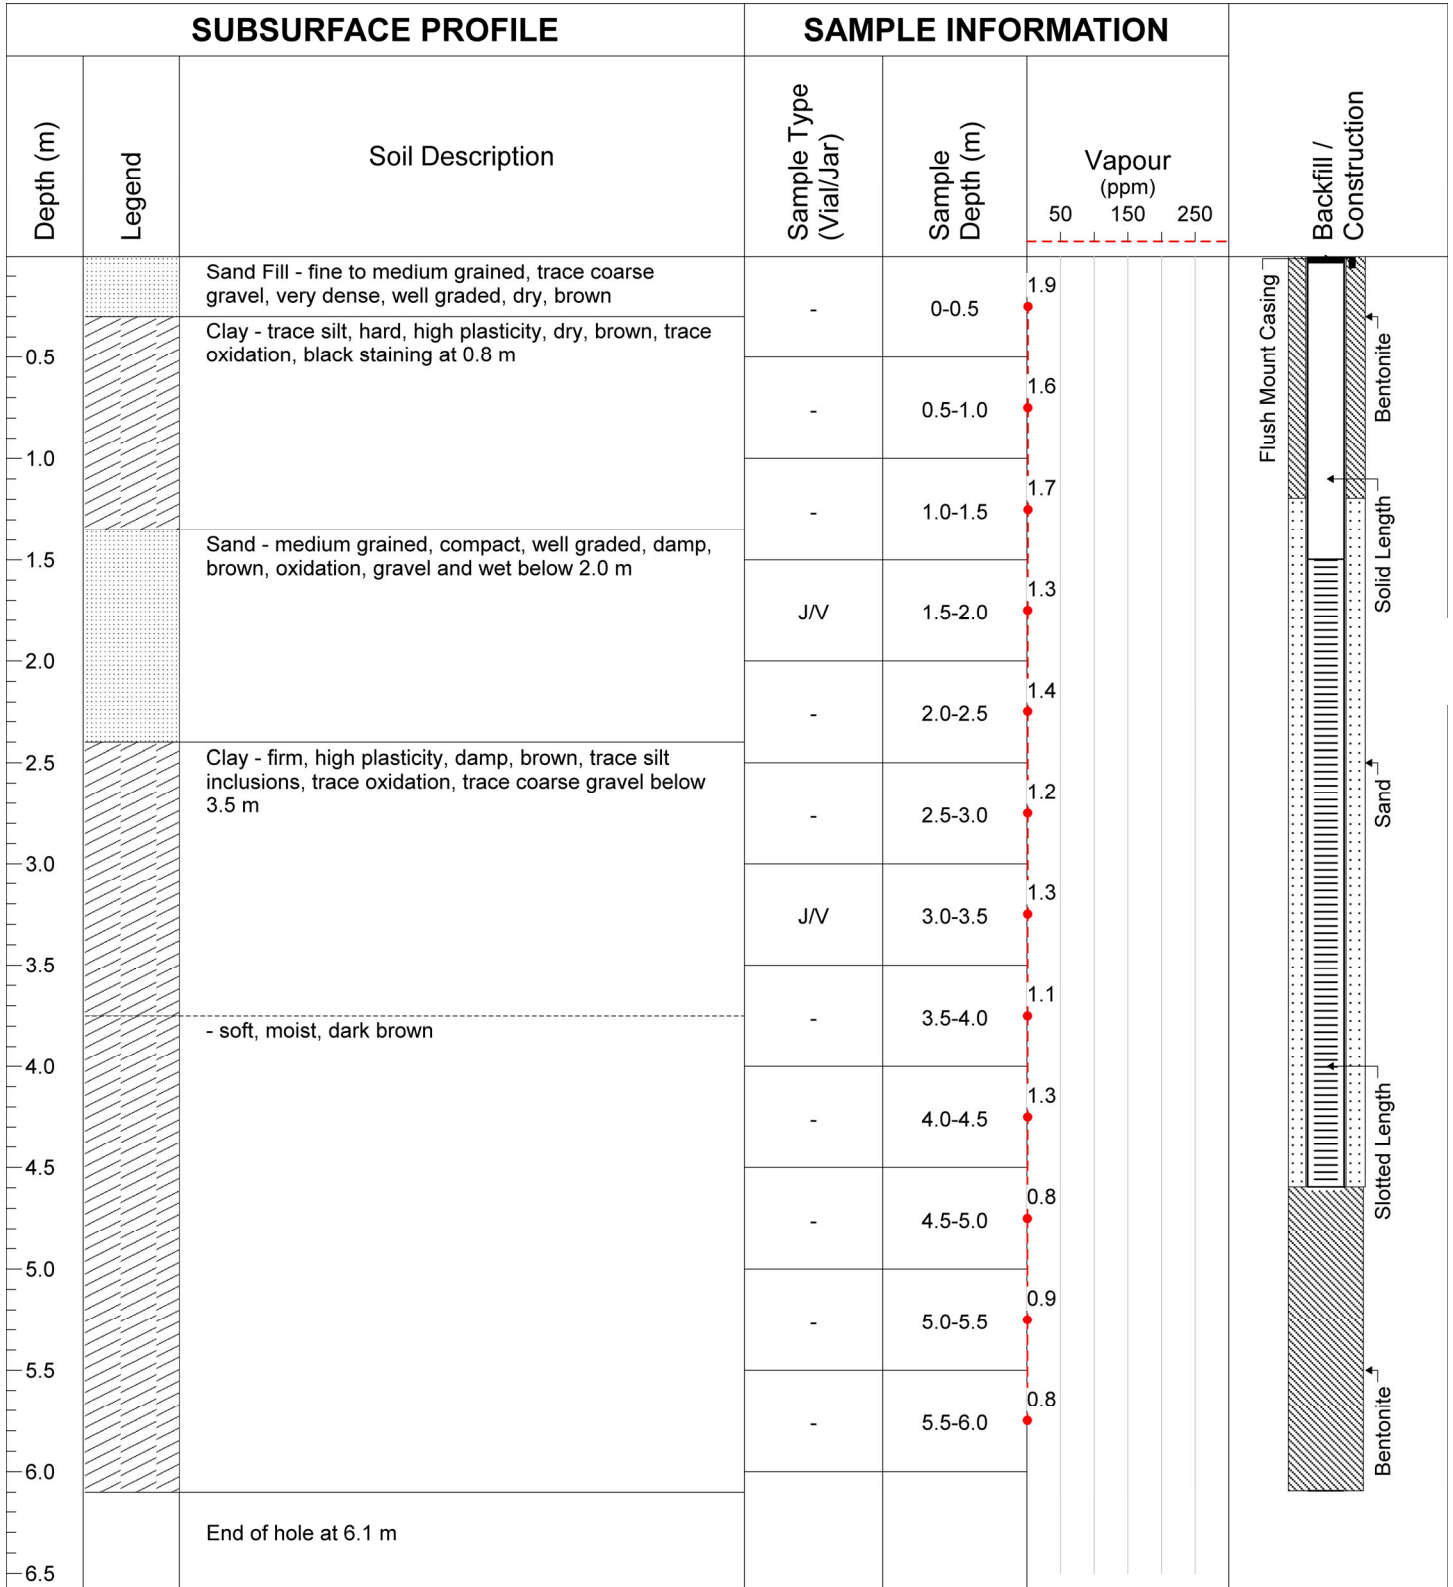 SUBSURFACE PROFILE
SAMPLE INFORMATION
Depth (m)
Legend
Soil Description
Sample Type
(Vial/Jar)
Sample
Depth (m)
Vapour
(ppm)
50 150 250
Backfill /
Construction
Sand Fill - fine to medium grained, trace coarse
gravel, very dense, well graded, dry, brown
- 0-0.5 1.9
Clay - trace silt, hard, high plasticity, dry, brown, trace
oxidation, black staining at 0.8 m
0.5
- 0.5-1.0 1.6
1.0
- 1.0-1.5 1.7
Sand - medium grained, compact, well graded, damp,
brown, oxidation, gravel and wet below 2.0 m
1.5
J/V 1.5-2.0 1.3
2.0
- 2.0-2.5 1.4
Clay - firm, high plasticity, damp, brown, trace silt
inclusions, trace oxidation, trace coarse gravel below
3.5 m
2.5
- 2.5-3.0 1.2
3.0
J/V 3.0-3.5 1.3
3.5
- 3.5-4.0 1.1
- soft, moist, dark brown
4.0
- 4.0-4.5 1.3
4.5
- 4.5-5.0 0.8
5.0
- 5.0-5.5 0.9
5.5
- 5.5-6.0 0.8
6.0
End of hole at 6.1 m
6.5
Flush Mount Casing
Bentonite
Solid Length
Sand
Slotted Length
Bentonite